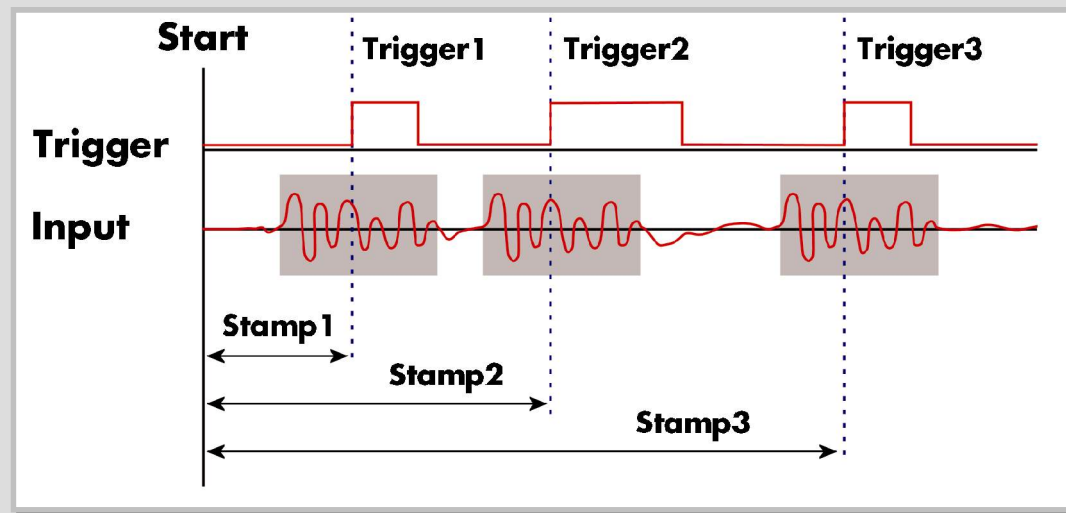 Start
Trigger1 Trigger2 Trigger3
Trigger
Input
Stamp1
Stamp2
Stamp3